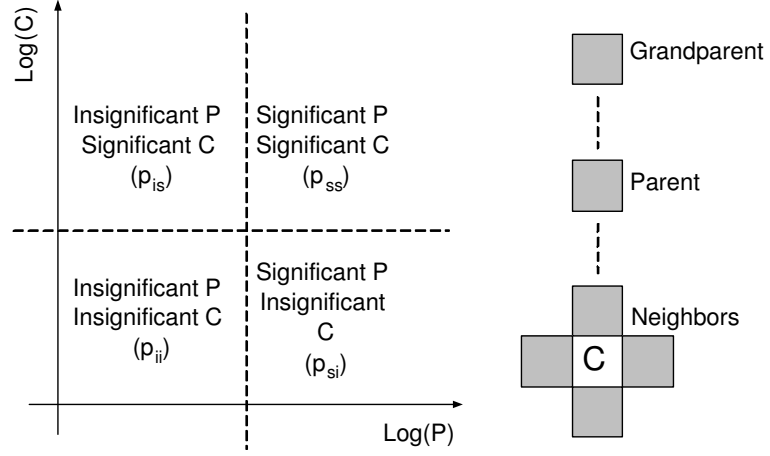 Log(C)
Insignificant P
Significant C
(p_is)
Significant P
Significant C
(p_ss)
Insignificant P
Insignificant C
(p_ii)
Significant P
Insignificant
C
(p_si)
Log(P)
Grandparent
Parent
Neighbors
C